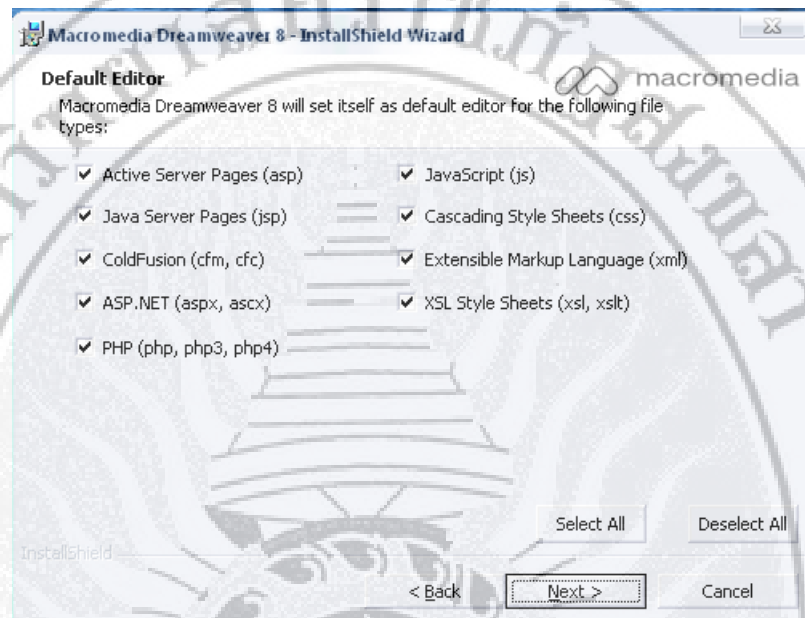 Macromedia Dreamweaver 8 - InstallShield Wizard
Default Editor
macromedia
Macromedia Dreamweaver 8 will set itself as default editor for the following file
types:
Active Server Pages (asp)
JavaScript (js)
Java Server Pages (jsp)
Cascading Style Sheets (css)
ColdFusion (cfm, cfc)
Extensible Markup Language (xml)
ASP.NET (aspx, ascx)
XSL Style Sheets (xsl, xslt)
PHP (php, php3, php4)
Select All
Deselect All
InstallShield
< Back
Next >
Cancel